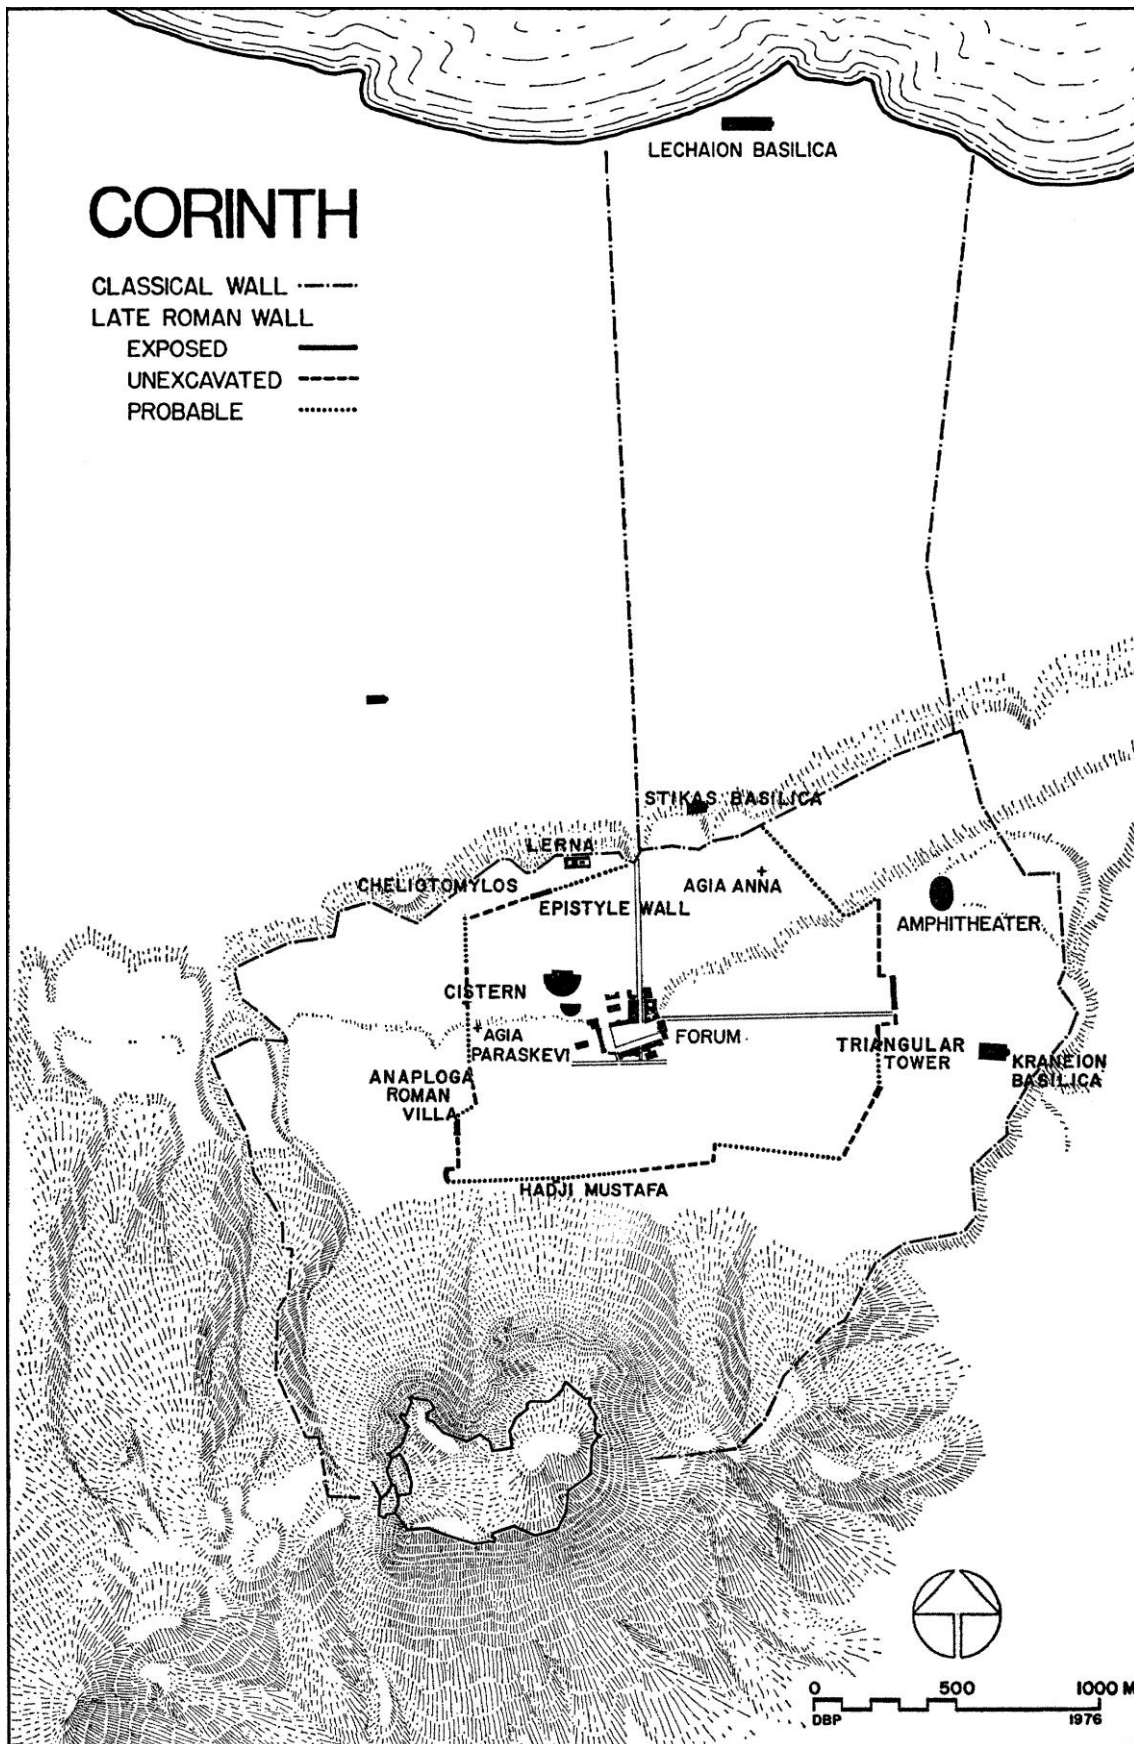 LECHAION BASILICA
CORINTH
CLASSICAL WALL
LATE ROMAN WALL
EXPOSED
UNEXCAVATED
PROBABLE
STIKAS BASILICA
LERNA
CHELIOTOMYLOS
AGIA ANNA
EPISTYLE WALL
AMPHITHEATER
CISTERN
AGIA
PARASKEVI
FORUM
TRIANGULAR
TOWER
KRANEION
BASILICA
ANAPLOGA
ROMAN
VILLA
HADJI MUSTAFA
0 500 1000 M
DBP 1976